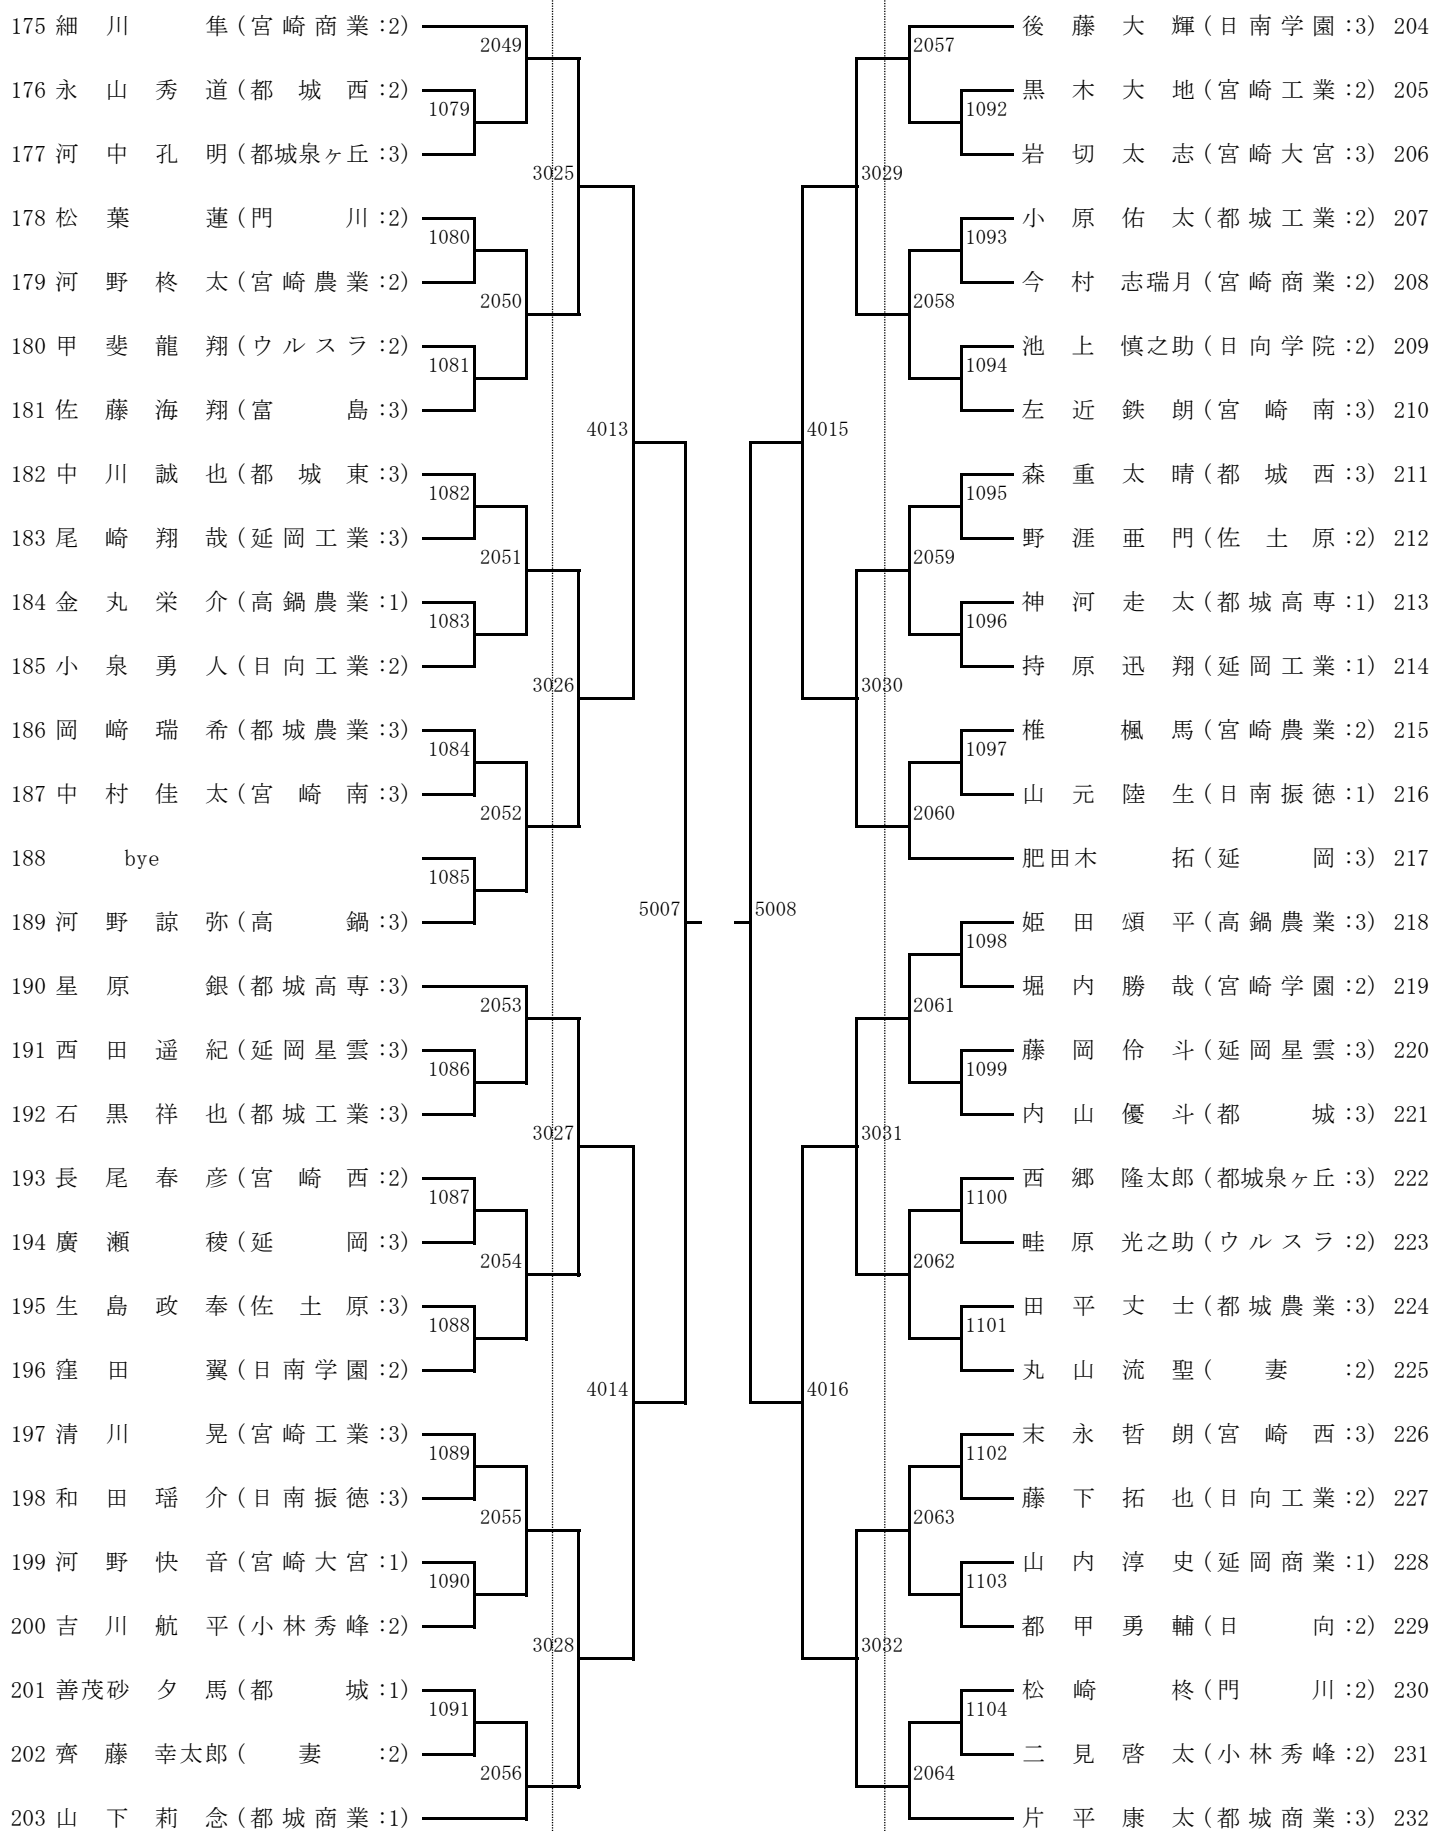 175 細川 隼(宮崎商業:2)
2049
176 永山秀道(都城西:2)
1079
177 河中孔明(都城泉ヶ丘:3)
3025
178 松葉 蓮(門川:2)
1080
179 河野柊太(宮崎農業:2)
2050
180 甲斐龍翔(ウルスラ:2)
1081
181 佐藤海翔(富島:3)
4013
182 中川誠也(都城東:3)
1082
183 尾崎翔哉(延岡工業:3)
2051
184 金丸栄介(高鍋農業:1)
1083
185 小泉勇人(日向工業:2)
3026
186 岡﨑瑞希(都城農業:3)
1084
187 中村佳太(宮崎南:3)
2052
188 bye
1085
189 河野諒弥(高鍋:3)
5007
190 星原 銀(都城高専:3)
2053
191 西田遥紀(延岡星雲:3)
1086
192 石黒祥也(都城工業:3)
3027
193 長尾春彦(宮崎西:2)
1087
194 廣瀬 稜(延岡:3)
2054
195 生島政奉(佐土原:3)
1088
196 窪田 翼(日南学園:2)
4014
197 清川 晃(宮崎工業:3)
1089
198 和田瑶介(日南振徳:3)
2055
199 河野快音(宮崎大宮:1)
1090
200 吉川航平(小林秀峰:2)
3028
201 善茂砂夕馬(都城:1)
1091
202 齊藤幸太郎(妻:2)
2056
203 山下莉念(都城商業:1)
後藤大輝(日南学園:3) 204
2057
黒木大地(宮崎工業:2) 205
1092
岩切太志(宮崎大宮:3) 206
3029
小原佑太(都城工業:2) 207
1093
今村志瑞月(宮崎商業:2) 208
2058
池上慎之助(日向学院:2) 209
1094
左近鉄朗(宮崎南:3) 210
4015
森重太晴(都城西:3) 211
1095
野涯亜門(佐土原:2) 212
2059
神河走太(都城高専:1) 213
1096
持原迅翔(延岡工業:1) 214
3030
椎 楓馬(宮崎農業:2) 215
1097
山元陸生(日南振徳:1) 216
2060
肥田木 拓(延岡:3) 217
5008
姫田頌平(高鍋農業:3) 218
1098
堀内勝哉(宮崎学園:2) 219
2061
藤岡伶斗(延岡星雲:3) 220
1099
内山優斗(都城:3) 221
3031
西郷隆太郎(都城泉ヶ丘:3) 222
1100
畦原光之助(ウルスラ:2) 223
2062
田平丈士(都城農業:3) 224
1101
丸山流聖(妻:2) 225
4016
末永哲朗(宮崎西:3) 226
1102
藤下拓也(日向工業:2) 227
2063
山内淳史(延岡商業:1) 228
1103
都甲勇輔(日向:2) 229
3032
松崎 柊(門川:2) 230
1104
二見啓太(小林秀峰:2) 231
2064
片平康太(都城商業:3) 232